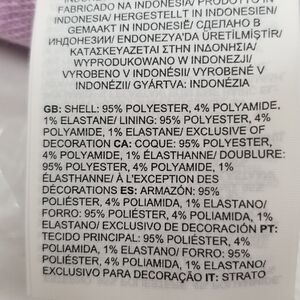 FABRICADO NA INDONÉSIA/ PRODOTTO IN
INDONESIA/ HERGESTELLT IN INDONESIEN/
GEMAAKT IN INDONESIË/ СДЕЛАНО В
ИНДОНЕЗИИ/ ENDONEZYA'DA ÜRETİLMİŞTİR/
ΚΑΤΑΣΚΕΥΑΖΕΤΑΙ ΣΤΗΝ ΙΝΔΟΝΗΣΙΑ/
WYPRODUKOWANO W INDONEZJI/
VYROBENO V INDONÉSII/ VYROBENÉ V
INDONÉZII/ GYÁRTVA: INDONÉZIA
GB: SHELL: 95% POLYESTER, 4% POLYAMIDE,
1% ELASTANE/ LINING: 95% POLYESTER, 4%
POLYAMIDE, 1% ELASTANE/ EXCLUSIVE OF
DECORATION CA: COQUE: 95% POLYESTER,
4% POLYAMIDE, 1% ÉLASTHANNE/ DOUBLURE:
95% POLYESTER, 4% POLYAMIDE, 1%
ÉLASTHANNE/ À L'EXCEPTION DES
DÉCORATIONS ES: ARMAZÓN: 95%
POLIÉSTER, 4% POLIAMIDA, 1% ELASTANO/
FORRO: 95% POLIÉSTER, 4% POLIAMIDA, 1%
ELASTANO/ EXCLUSIVO DE DECORACIÓN PT:
TECIDO PRINCIPAL: 95% POLIÉSTER, 4%
POLIAMIDA, 1% ELASTANO/ FORRO: 95%
POLIÉSTER, 4% POLIAMIDA, 1% ELASTANO/
EXCLUSIVO PARA DECORAÇÃO IT: STRATO